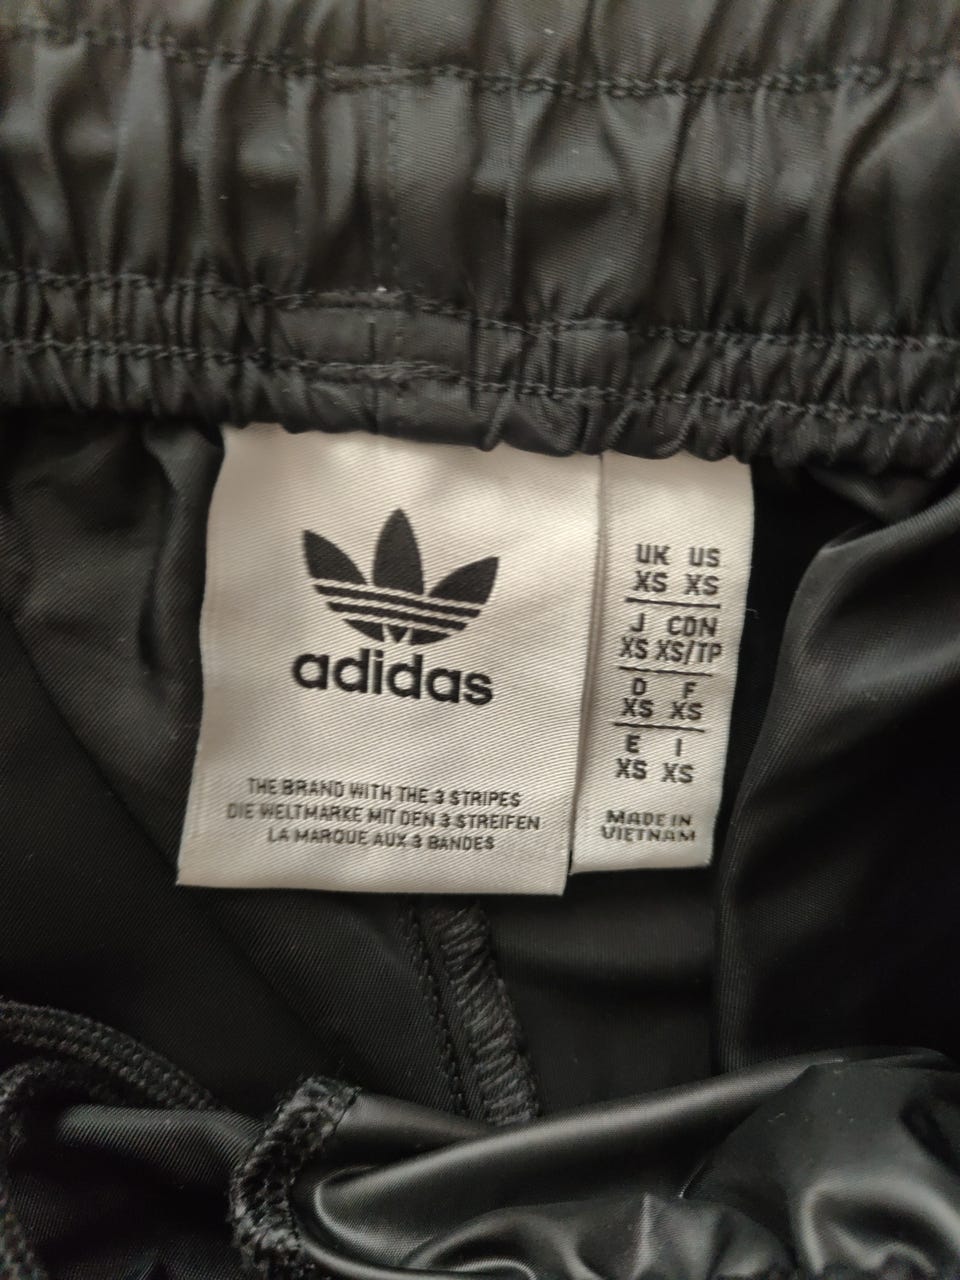 adidas
THE BRAND WITH THE 3 STRIPES
DIE WELTMARKE MIT DEN 3 STREIFEN
LA MARQUE AUX 3 BANDES
UK US
XS XS
J CDN
XS XS/TP
D F
XS XS
E I
XS XS
MADE IN
VIETNAM